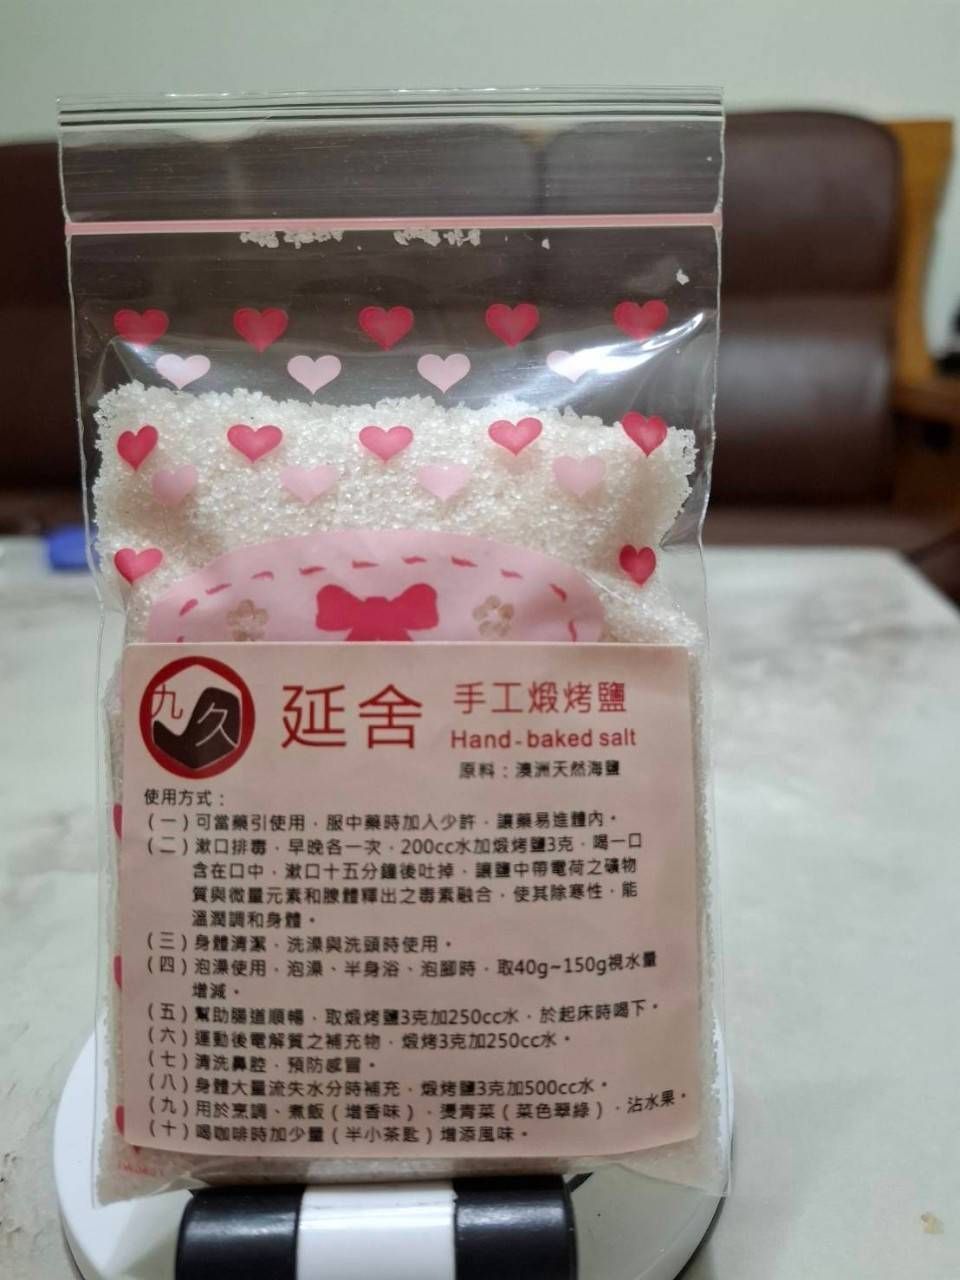 九久
延舍
手工煅烤鹽
Hand-baked salt
原料：澳洲天然海鹽
使用方式：
（一）可當藥引使用，服中藥時加入少許，讓藥易進體內。
（二）漱口排毒，早晚各一次，200cc水加煅烤鹽3克，喝一口
含在口中，漱口十五分鐘後吐掉，讓鹽中帶電荷之礦物
質與微量元素和腺體釋出之毒素融合，使其除寒性，能
溫潤調和身體。
（三）身體清潔，洗澡與洗頭時使用。
（四）泡澡使用，泡澡、半身浴、泡腳時，取40g~150g視水量
增減。
（五）幫助腸道順暢，取煅烤鹽3克加250cc水，於起床時喝下。
（六）運動後電解質之補充物，煅烤3克加250cc水。
（七）清洗鼻腔，預防感冒。
（八）身體大量流失水分時補充，煅烤鹽3克加500cc水。
（九）用於烹調、煮飯（增香味）、燙青菜（菜色翠綠）、沾水果。
（十）喝咖啡時加少量（半小茶匙）增添風味。